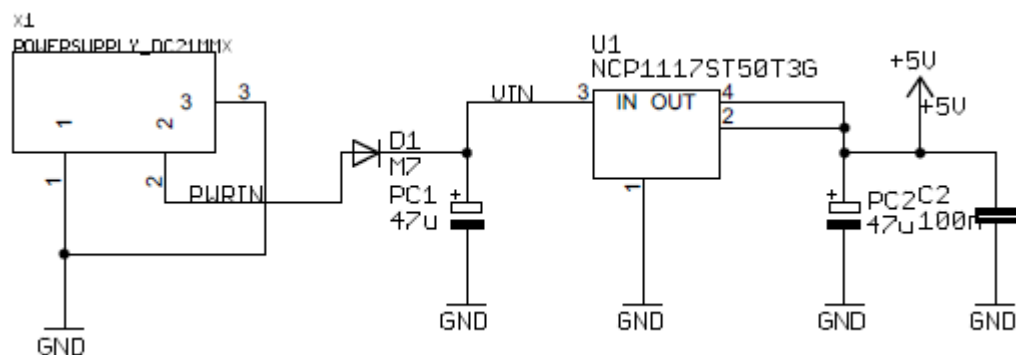 X1
POWERSUPPLY_DC21MMX
3
3
1
2
1
2
PWRIN
D1
M7
VIN
PC1
+
47u
U1
NCP1117ST50T3G
3
IN OUT
4
2
1
+5V
+5V
+
PC2
47u
C2
100n
GND
GND
GND
GND
GND